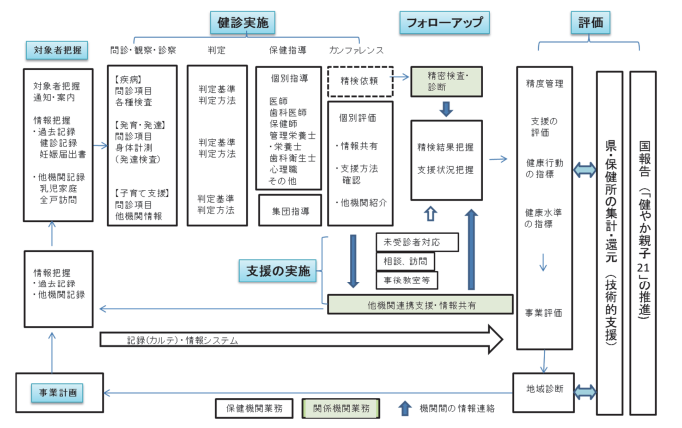 健診実施
フォローアップ
評価
対象者把握
問診・観察・診察
判定
保健指導
カンファレンス
対象者把握
通知・案内
情報把握
・過去記録
健診記録
妊娠届出書
・他機関記録
乳児家庭
全戸訪問
【疾病】
問診項目
各種検査
【発育・発達】
問診項目
身体計測
(発達検査)
【子育て支援】
問診項目
他機関情報
判定基準
判定方法
判定基準
判定方法
判定基準
判定方法
個別指導
医師
歯科医師
保健師
管理栄養士
・栄養士
歯科衛生士
心理職
その他
集団指導
精検依頼
個別評価
・情報共有
・支援方法
確認
・他機関紹介
精密検査・
診断
精検結果把握
支援状況把握
精度管理
支援の
評価
健康行動
の指標
健康水準
の指標
事業評価
県・保健所の集計・還元 (技術的支援)
国報告(「健やか親子21」の推進)
支援の実施
未受診者対応
相談、訪問
事後教室等
他機関連携支援・情報共有
情報把握
・過去記録
・他機関記録
記録(カルテ)・情報システム
事業計画
地域診断
保健機関業務
関係機関業務
機関間の情報連絡